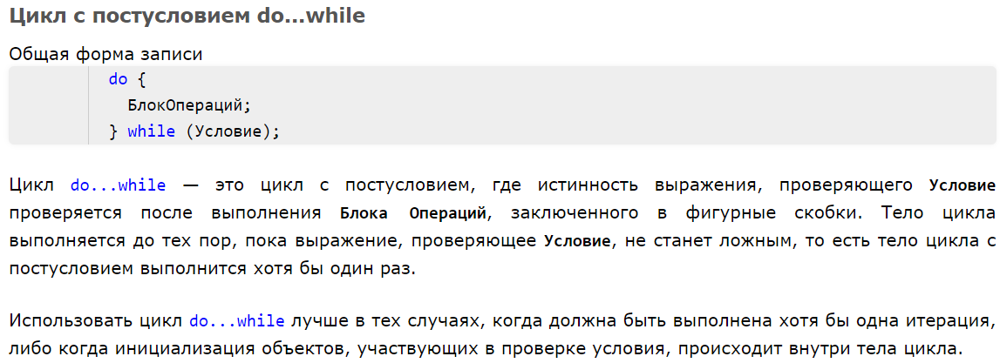 Цикл с постусловием do...while
Общая форма записи
do {
БлокОпераций;
} while (Условие);
Цикл do...while — это цикл с постусловием, где истинность выражения, проверяющего Условие
проверяется после выполнения Блока Операций, заключенного в фигурные скобки. Тело цикла
выполняется до тех пор, пока выражение, проверяющее Условие, не станет ложным, то есть тело цикла с
постусловием выполнится хотя бы один раз.
Использовать цикл do...while лучше в тех случаях, когда должна быть выполнена хотя бы одна итерация,
либо когда инициализация объектов, участвующих в проверке условия, происходит внутри тела цикла.